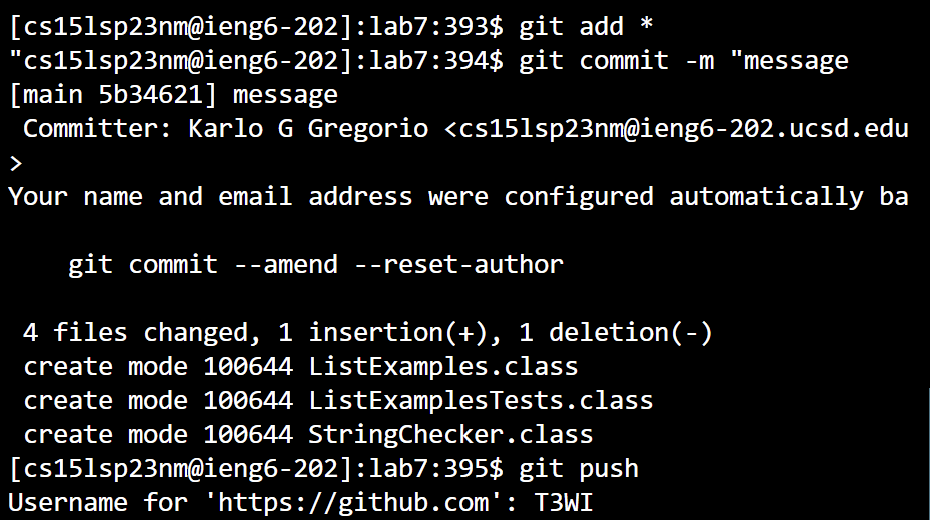 [cs15lsp23nm@ieng6-202]:lab7:393$ git add *
"cs15lsp23nm@ieng6-202]:lab7:394$ git commit -m "message
[main 5b34621] message
 Committer: Karlo G Gregorio <cs15lsp23nm@ieng6-202.ucsd.edu
>
Your name and email address were configured automatically ba
    git commit --amend --reset-author
 4 files changed, 1 insertion(+), 1 deletion(-)
 create mode 100644 ListExamples.class
 create mode 100644 ListExamplesTests.class
 create mode 100644 StringChecker.class
[cs15lsp23nm@ieng6-202]:lab7:395$ git push
Username for 'https://github.com': T3WI